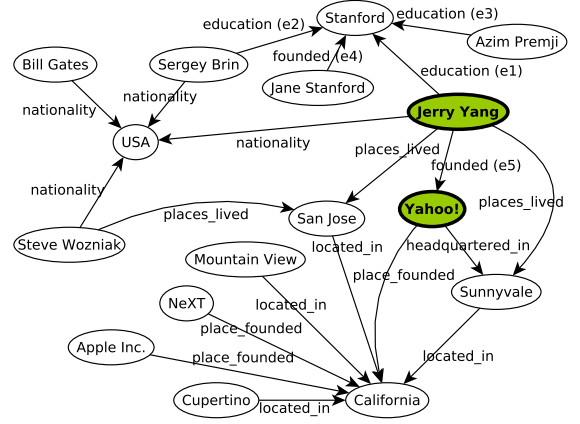 Stanford
education (e2)
education (e3)
Azim Premji
Bill Gates
Sergey Brin
founded (e4)
education (e1)
Jane Stanford
nationality
nationality
Jerry Yang
USA
nationality
places_lived
founded (e5)
nationality
places_lived
places_lived
San Jose
Yahoo!
Steve Wozniak
located_in
headquartered_in
Mountain View
place_founded
Sunnyvale
NeXT
located_in
place_founded
Apple Inc.
place_founded
located_in
Cupertino
located_in
California